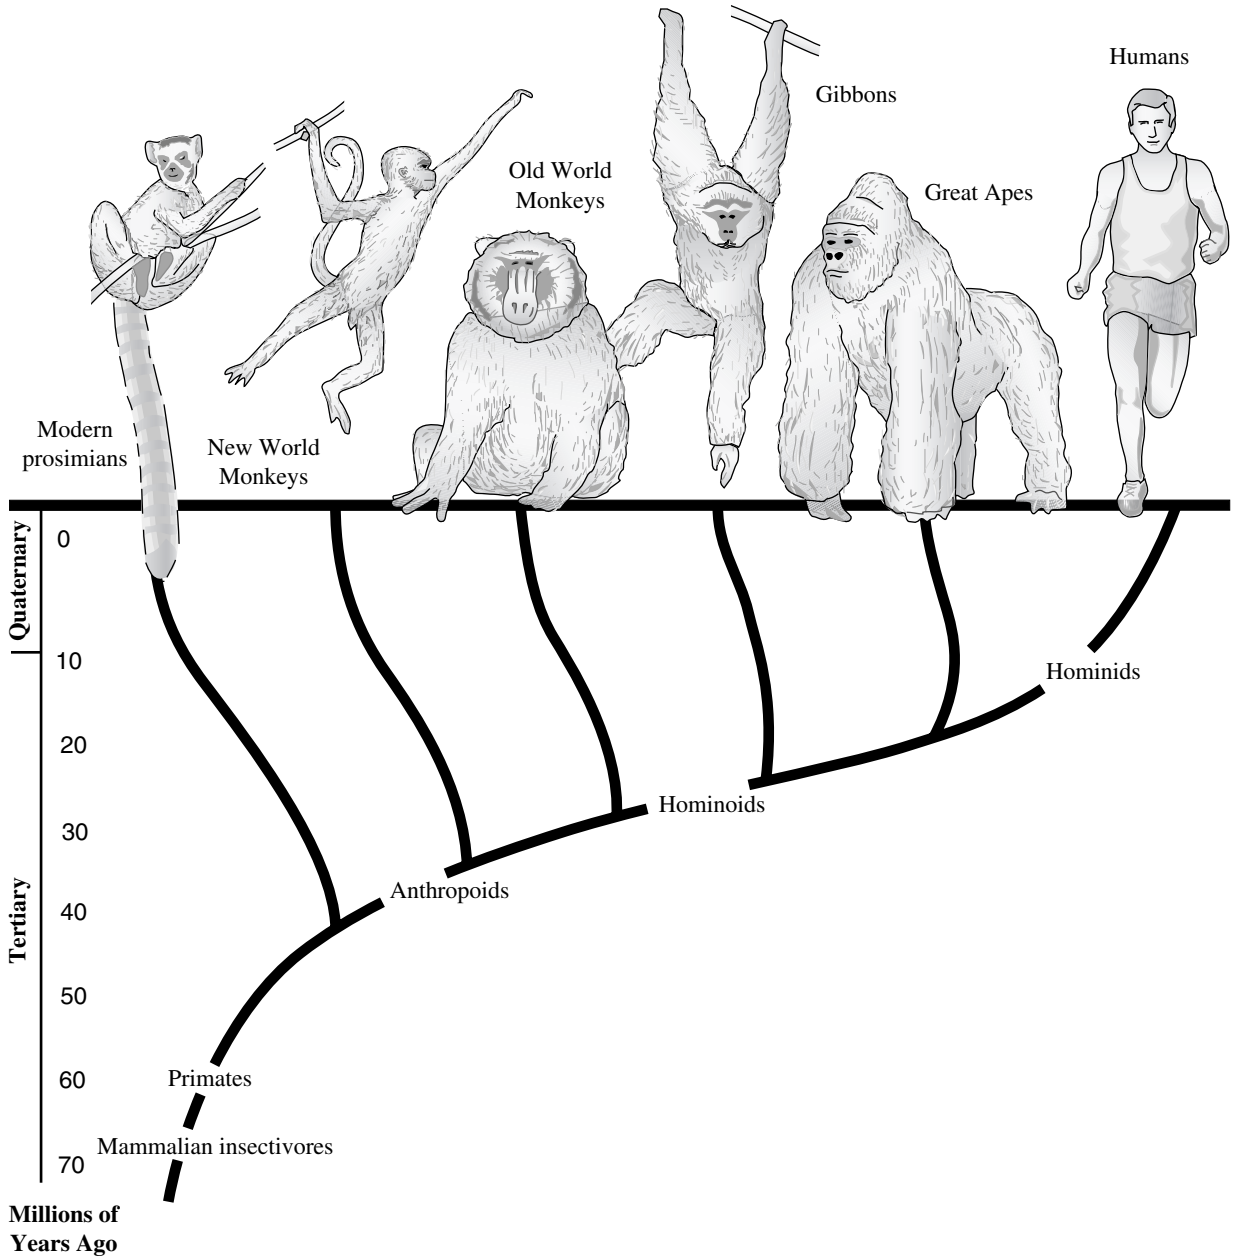 Humans
Gibbons
Old World
Monkeys
Great Apes
Modern
prosimians
New World
Monkeys
Quaternary
0
10
Hominids
20
Hominoids
30
Anthropoids
Tertiary
40
50
60
Primates
Mammalian insectivores
70
Millions of
Years Ago